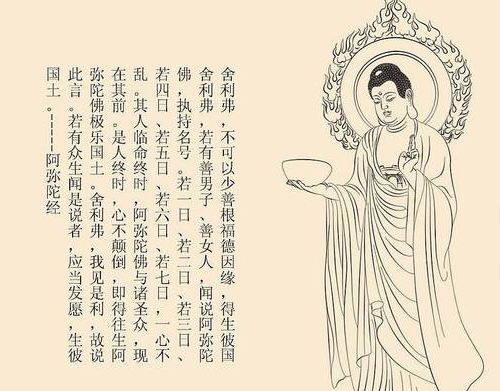 舍利弗，不可以少善根福德因缘，得生彼国
舍利弗，若有善男子、善女人，闻说阿弥陀
佛，执持名号。若一日、若二日、若三日、
若四日、若五日、若六日、若七日，一心不
乱。其人临命终时，阿弥陀佛与诸圣众，现
在其前。是人终时，心不颠倒，即得往生阿
弥陀佛极乐国土。舍利弗，我见是利，故说
此言。若有众生闻是说者，应当发愿，生彼
国土。-----阿弥陀经